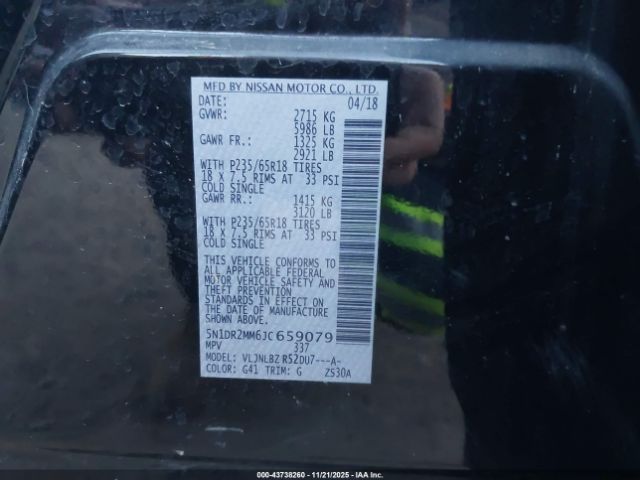 MFD BY NISSAN MOTOR CO., LTD.
DATE: 04/18
GVWR: 2715 KG
5986 LB
GAWR FR.: 1325 KG
2921 LB
WITH P235/65R18 TIRES
18 X 7.5 RIMS AT 33 PSI
COLD SINGLE
GAWR RR.: 1415 KG
3120 LB
WITH P235/65R18 TIRES
18 X 7.5 RIMS AT 33 PSI
COLD SINGLE
THIS VEHICLE CONFORMS TO
ALL APPLICABLE FEDERAL
MOTOR VEHICLE SAFETY AND
THEFT PREVENTION
STANDARDS IN EFFECT ON THE
DATE OF MANUFACTURE SHOWN
ABOVE.
5N1DR2MM6JC659079
MPV 337
MODEL: VLJNLBZ R52DU7---A-
COLOR: G41 TRIM: G ZS30A
000-43738260 - 11/21/2025 - IAA Inc.